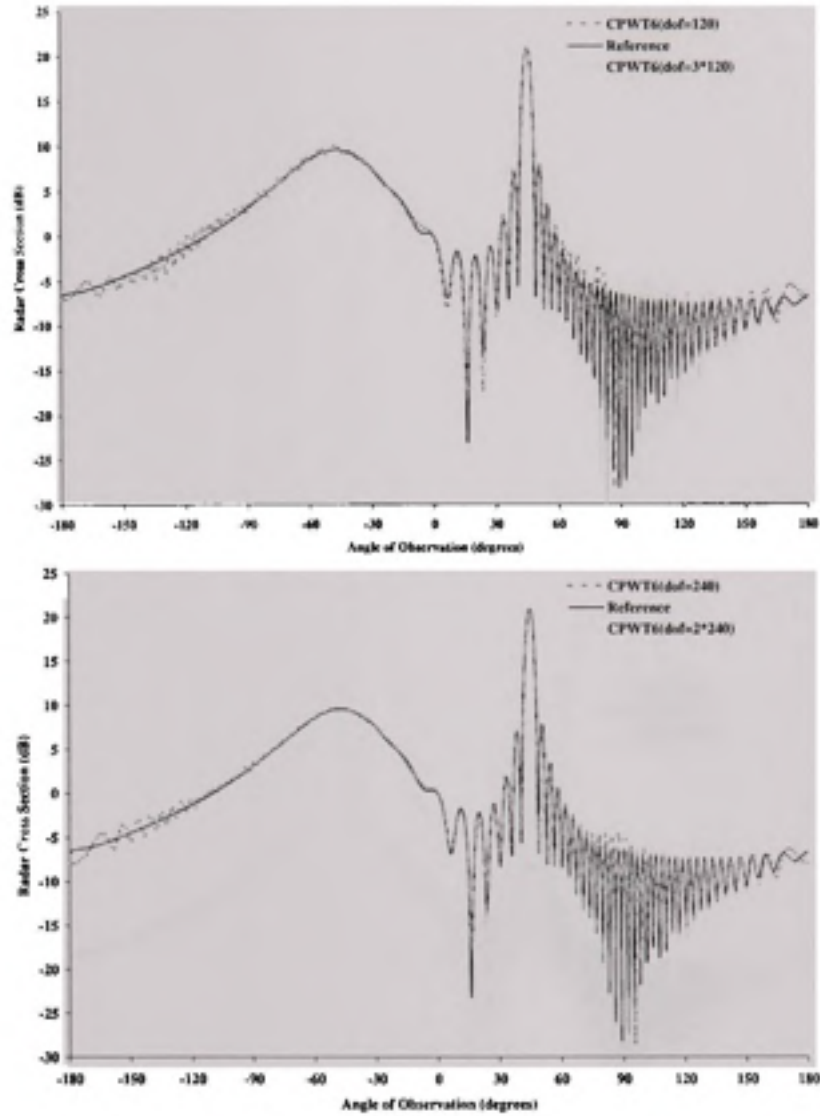 25
20
15
10
5
0
-5
-10
-15
-20
-25
-30
Radar Cross Section (dB)
CPWT6(dof=120)
Reference
CPWT6(dof=3*120)
-180 -150 -120 -90 -60 -30 0 30 60 90 120 150 180
Angle of Observation (degrees)
25
20
15
10
5
0
-5
-10
-15
-20
-25
-30
Radar Cross Section (dB)
CPWT6(dof=240)
Reference
CPWT6(dof=2*240)
-180 -150 -120 -90 -60 -30 0 30 60 90 120 150 180
Angle of Observation (degrees)